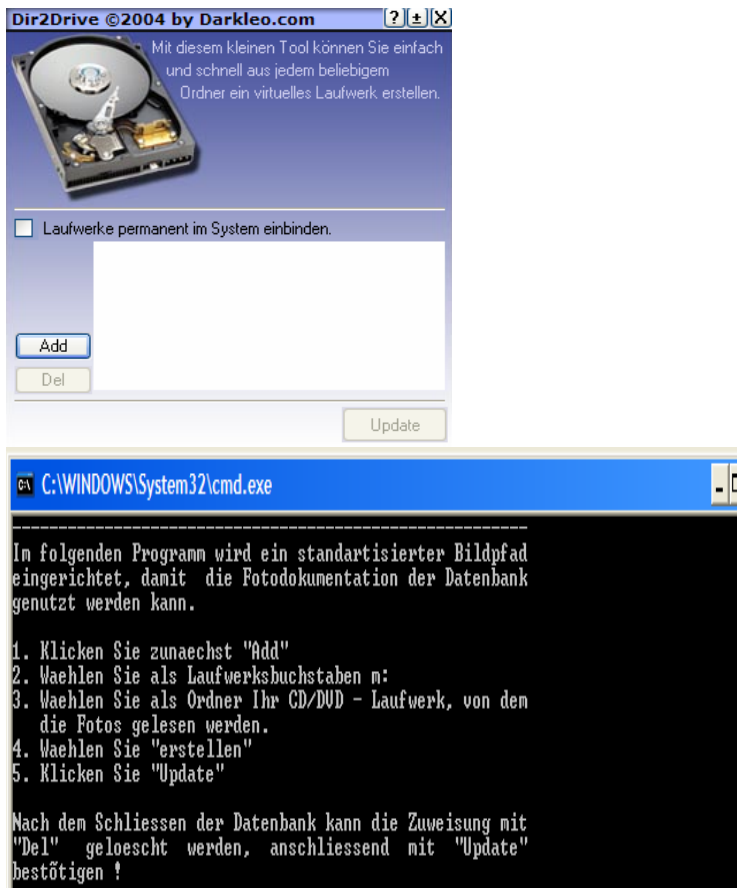 Dir2Drive ©2004 by Darkleo.com
Mit diesem kleinen Tool können Sie einfach
und schnell aus jedem beliebigem
Ordner ein virtuelles Laufwerk erstellen.
Laufwerke permanent im System einbinden.
Add
Del
Update
C:\WINDOWS\System32\cmd.exe
------------------------------------------------------
Im folgenden Programm wird ein standartisierter Bildpfad
eingerichtet, damit die Fotodokumentation der Datenbank
genutzt werden kann.
1. Klicken Sie zunaechst "Add"
2. Waehlen Sie als Laufwerksbuchstaben m:
3. Waehlen Sie als Ordner Ihr CD/DVD - Laufwerk, von dem
die Fotos gelesen werden.
4. Waehlen Sie "erstellen"
5. Klicken Sie "Update"
Nach dem Schliessen der Datenbank kann die Zuweisung mit
"Del" geloescht werden, anschliessend mit "Update"
bestõtigen !